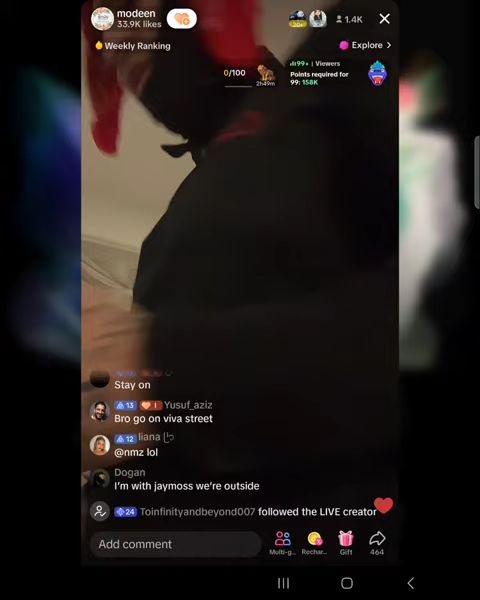 modeen
33.9K likes
1.4K
Weekly Ranking
Explore >
0/100
2h49m
99+ | Viewers
Points required for
99: 158K
Stay on
13 Yusuf_aziz
Bro go on viva street
12 liana
@nmz lol
Dogan
I'm with jaymoss we're outside
24 Toinfinityandbeyond007 followed the LIVE creator
Add comment
Multi-g...
Rechar...
Gift
464